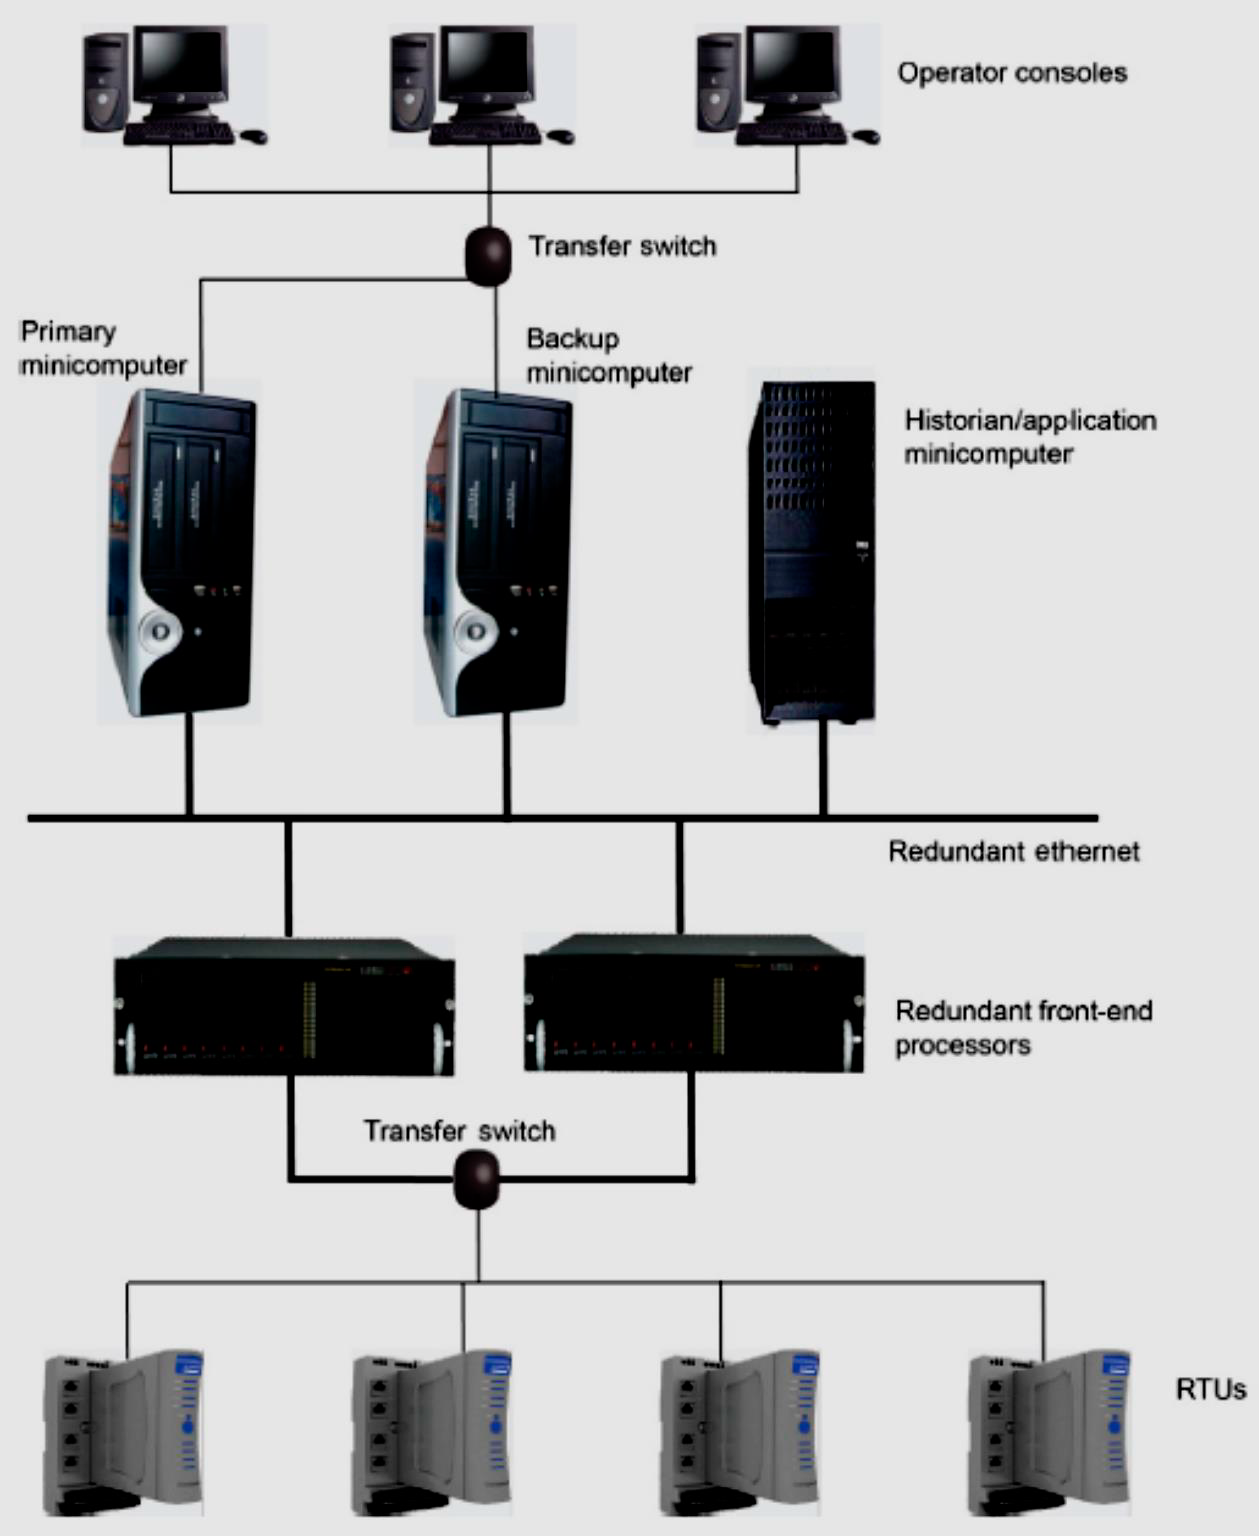 Operator consoles
Transfer switch
Primary
minicomputer
Backup
minicomputer
Historian/application
minicomputer
Redundant ethernet
Redundant front-end
processors
Transfer switch
RTUs